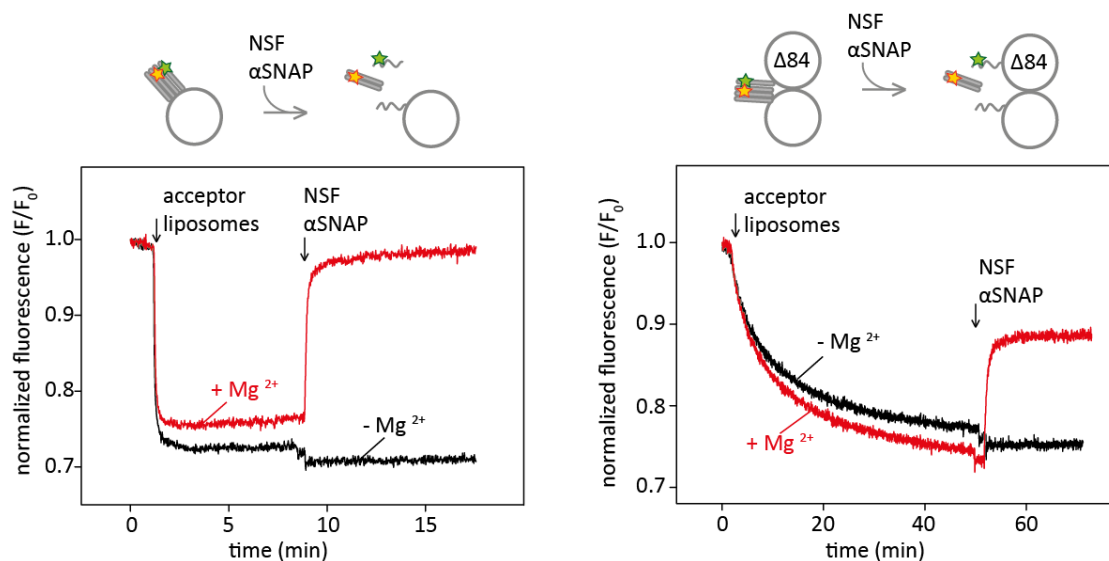 NSF
αSNAP
NSF
αSNAP
Δ84
Δ84
normalized fluorescence (F/F0)
1.0
0.9
0.8
0.7
acceptor
liposomes
NSF
αSNAP
+ Mg 2+
- Mg 2+
0
5
10
15
time (min)
normalized fluorescence (F/F0)
1.0
0.9
0.8
0.7
acceptor
liposomes
NSF
αSNAP
- Mg 2+
+ Mg 2+
0
20
40
60
time (min)